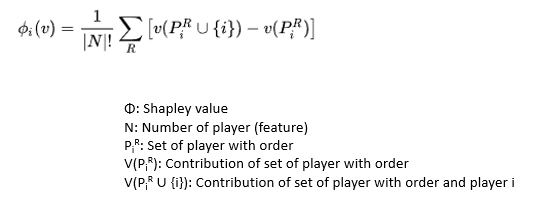 ϕᵢ(v) = 1/|N|! ∑_R [v(Pᵢᴿ ∪ {i}) − v(Pᵢᴿ)]
Φ: Shapley value
N: Number of player (feature)
Pᵢᴿ: Set of player with order
V(Pᵢᴿ): Contribution of set of player with order
V(Pᵢᴿ U {i}): Contribution of set of player with order and player i